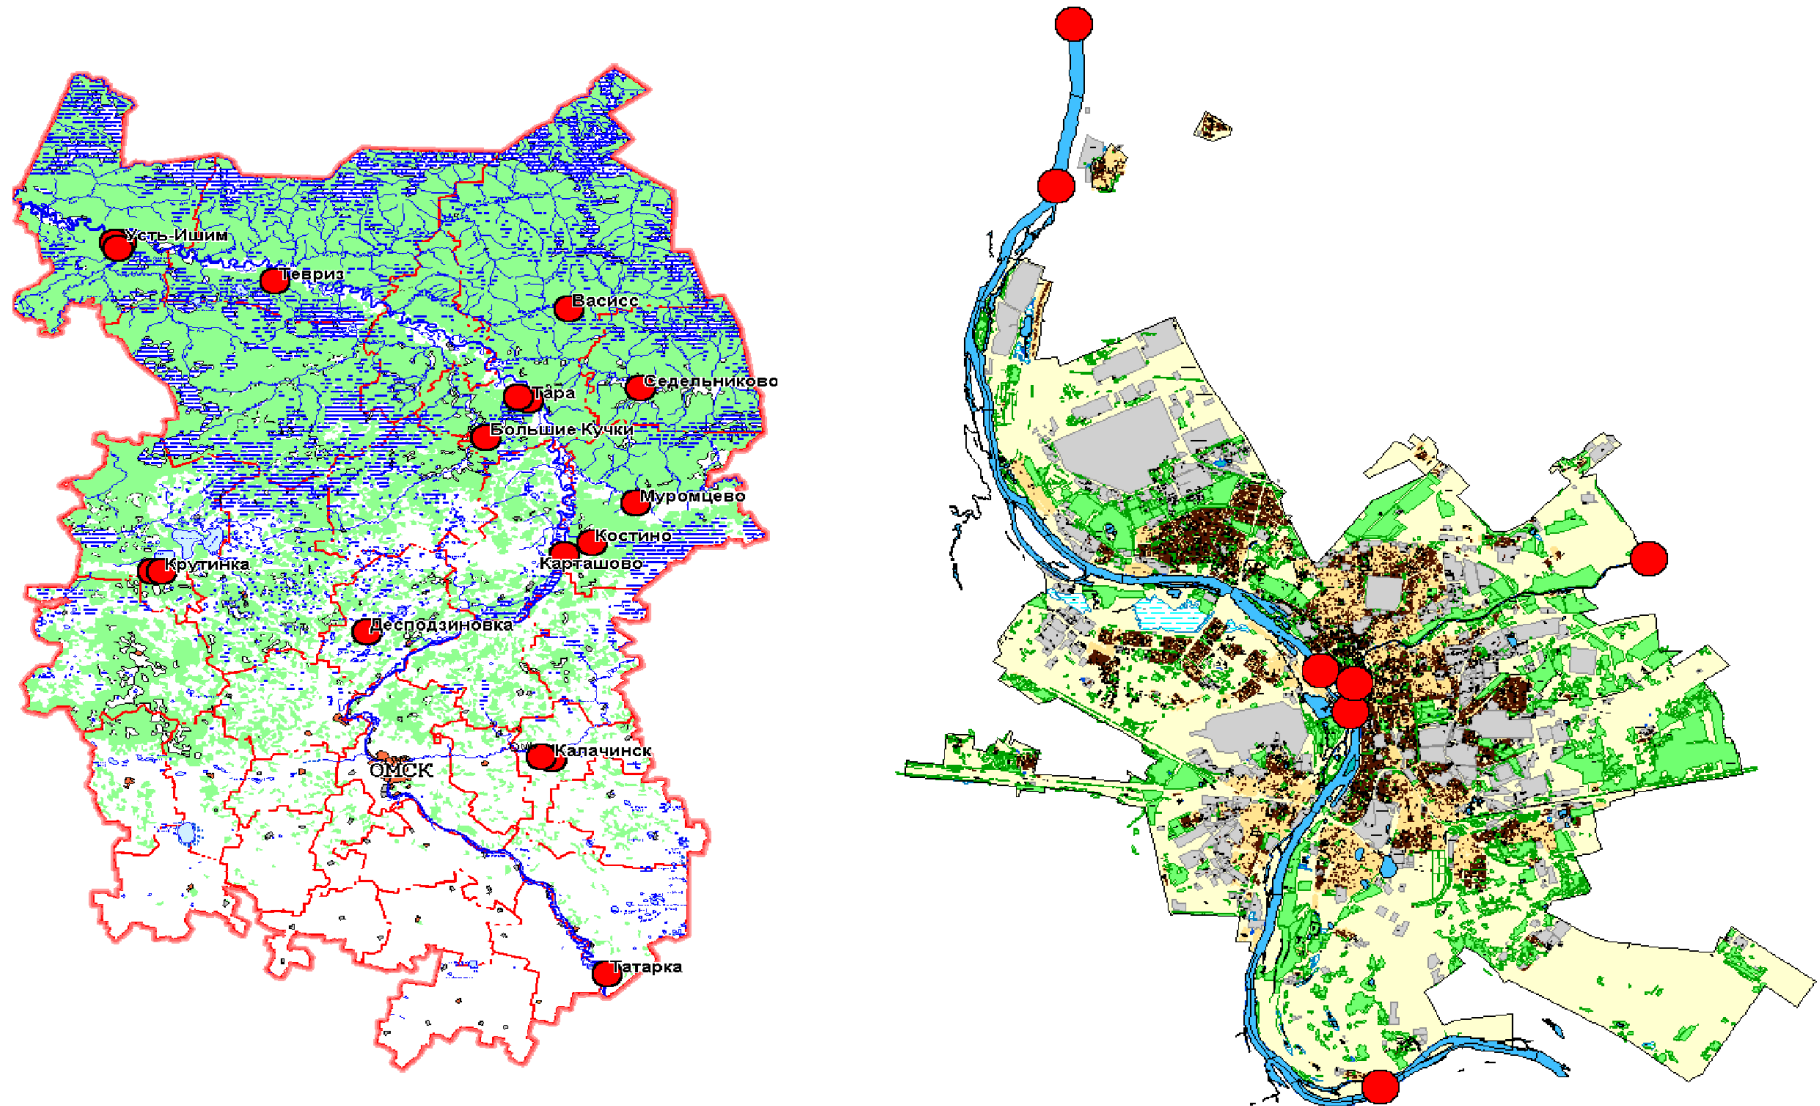 Усть-Ишим
Тевриз
Васисс
Седельниково
Тара
Большие Кучки
Муромцево
Костино
Карташово
Крутинка
Десподзиновка
Калачинск
ОМСК
Татарка